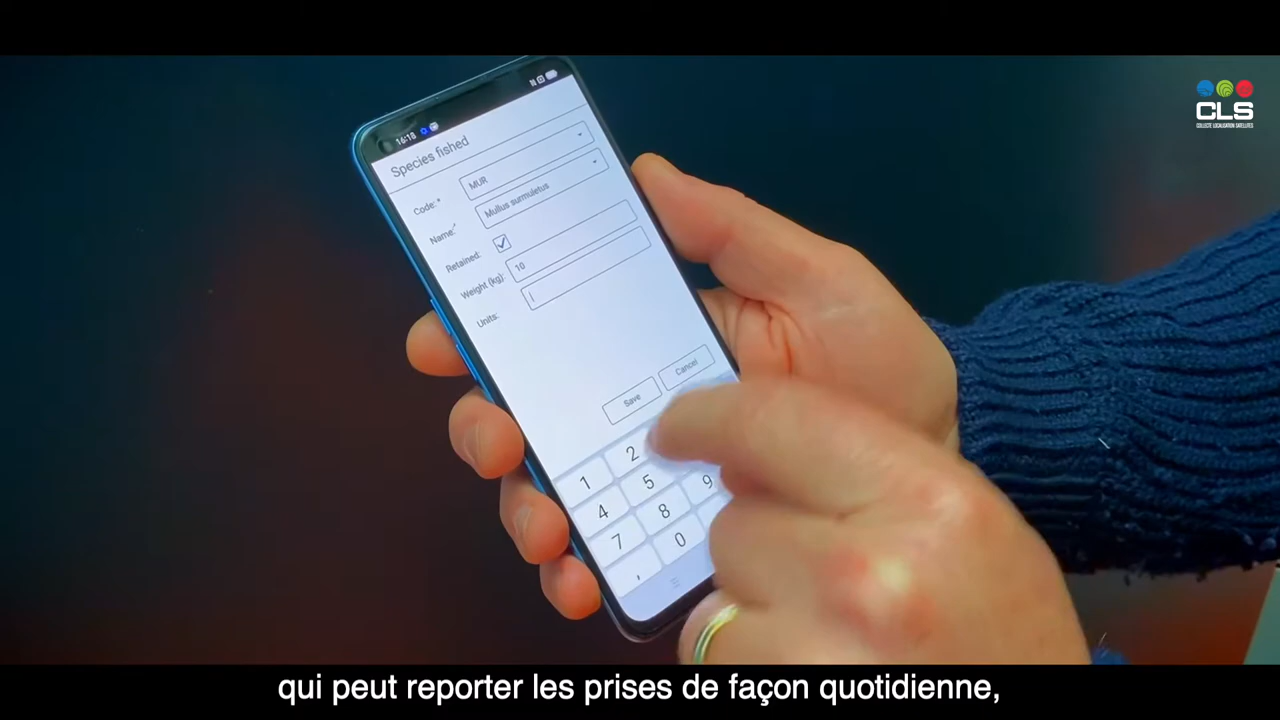 CLS
COLLECTE LOCALISATION SATELLITES
16:18
Species fished
Code: *
MUR
Name:*
Mullus surmuletus
Retained:
Weight (kg):
10
Units:
Cancel
Save
1
2
4
5
7
8
9
0
,
qui peut reporter les prises de façon quotidienne,